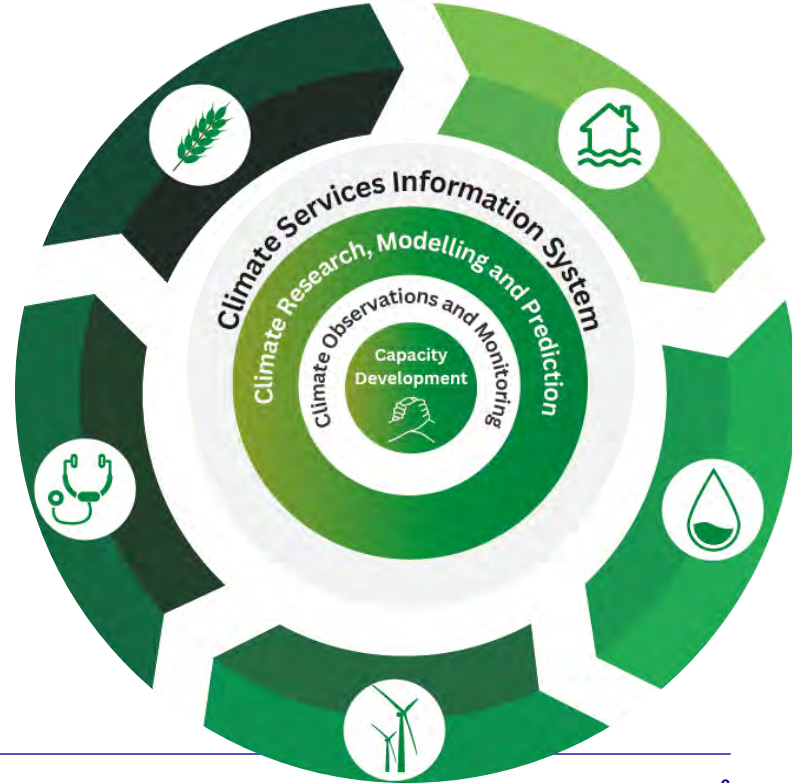 Climate Services Information System
Climate Research, Modelling and Prediction
Climate Observations and Monitoring
Capacity
Development